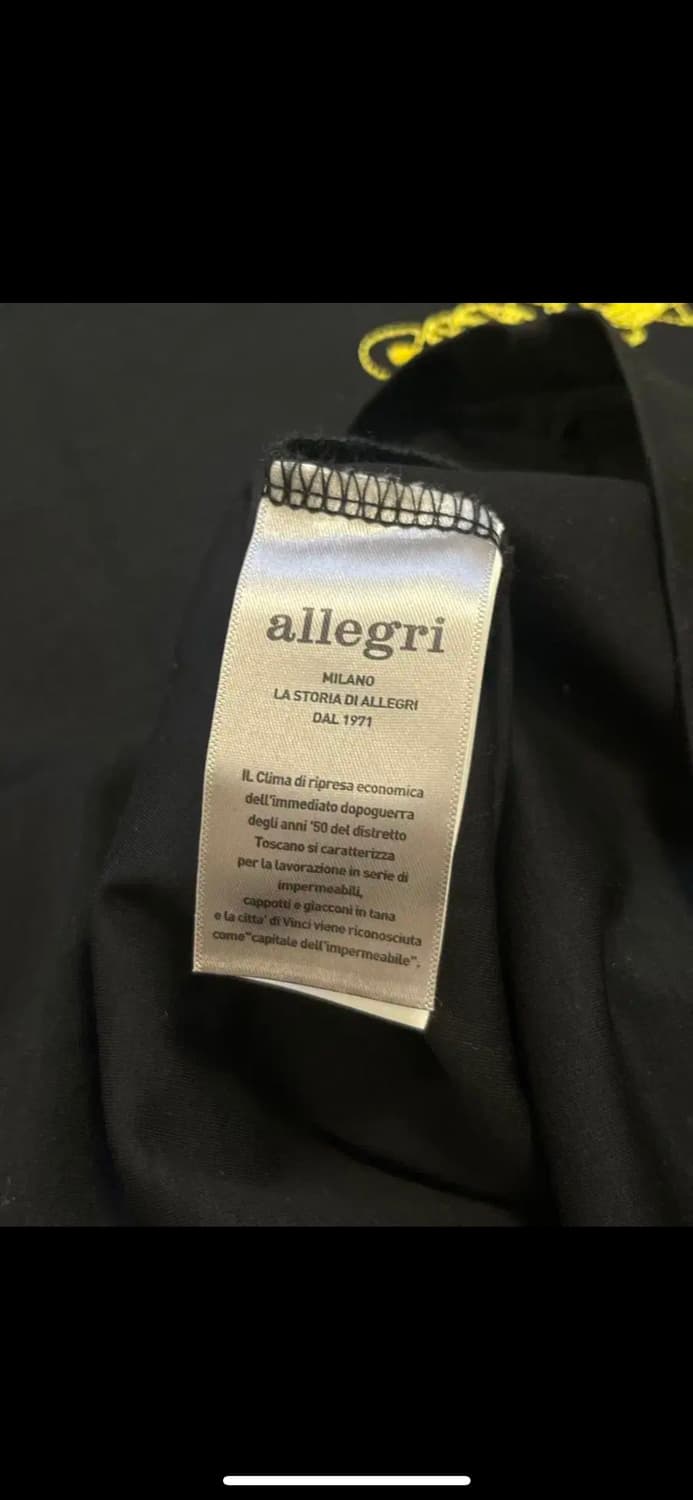 allegri
MILANO
LA STORIA DI ALLEGRI
DAL 1971
IL Clima di ripresa economica
dell'immediato dopoguerra
degli anni '50 del distretto
Toscano si caratterizza
per la lavorazione in serie di
impermeabili,
cappotti e giacconi in tana
e la citta' di Vinci viene riconosciuta
come"capitale dell'impermeabile".